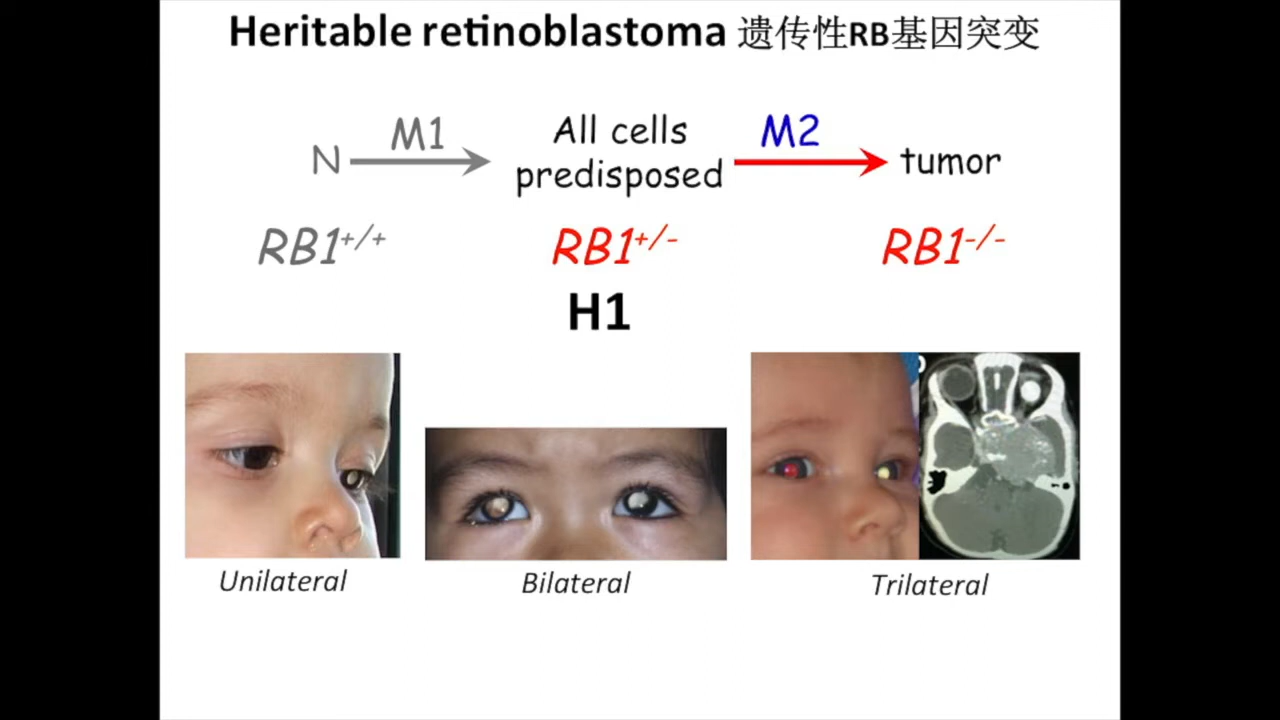 Heritable retinoblastoma 遗传性RB基因突变
N M1 All cells predisposed M2 tumor
RB1+/+ RB1+/- RB1-/-
H1
Unilateral Bilateral Trilateral